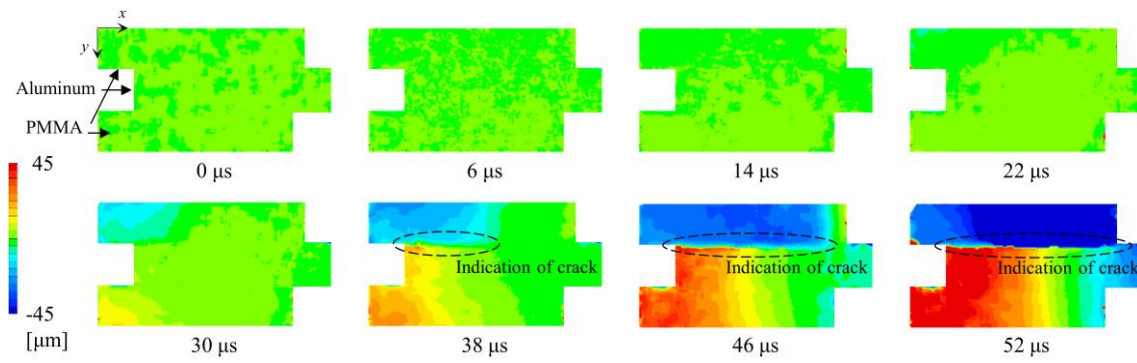 x
y
Aluminum
PMMA
0 μs
6 μs
14 μs
22 μs
45
-45
[μm]
Indication of crack
Indication of crack
Indication of crack
30 μs
38 μs
46 μs
52 μs